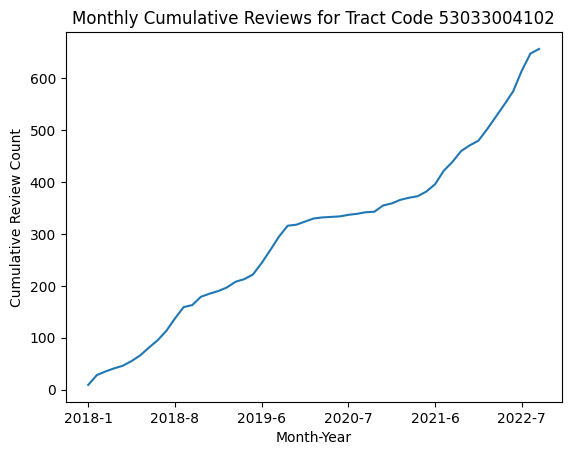 Monthly Cumulative Reviews for Tract Code 53033004102
Cumulative Review Count
600
500
400
300
200
100
0
2018-1 2018-8 2019-6 2020-7 2021-6 2022-7
Month-Year